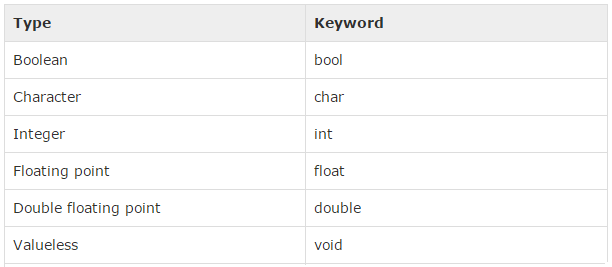 Type Keyword
Boolean bool
Character char
Integer int
Floating point float
Double floating point double
Valueless void